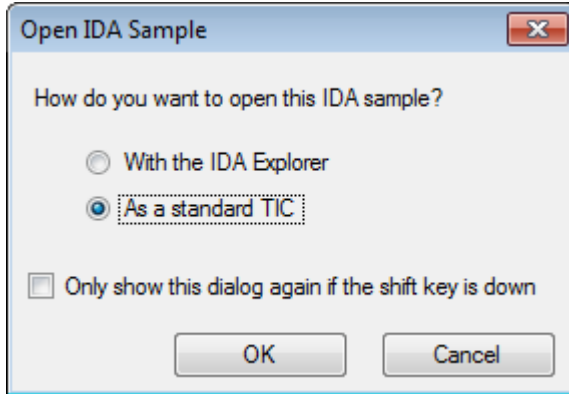 Open IDA Sample
How do you want to open this IDA sample?
With the IDA Explorer
As a standard TIC
Only show this dialog again if the shift key is down
OK Cancel